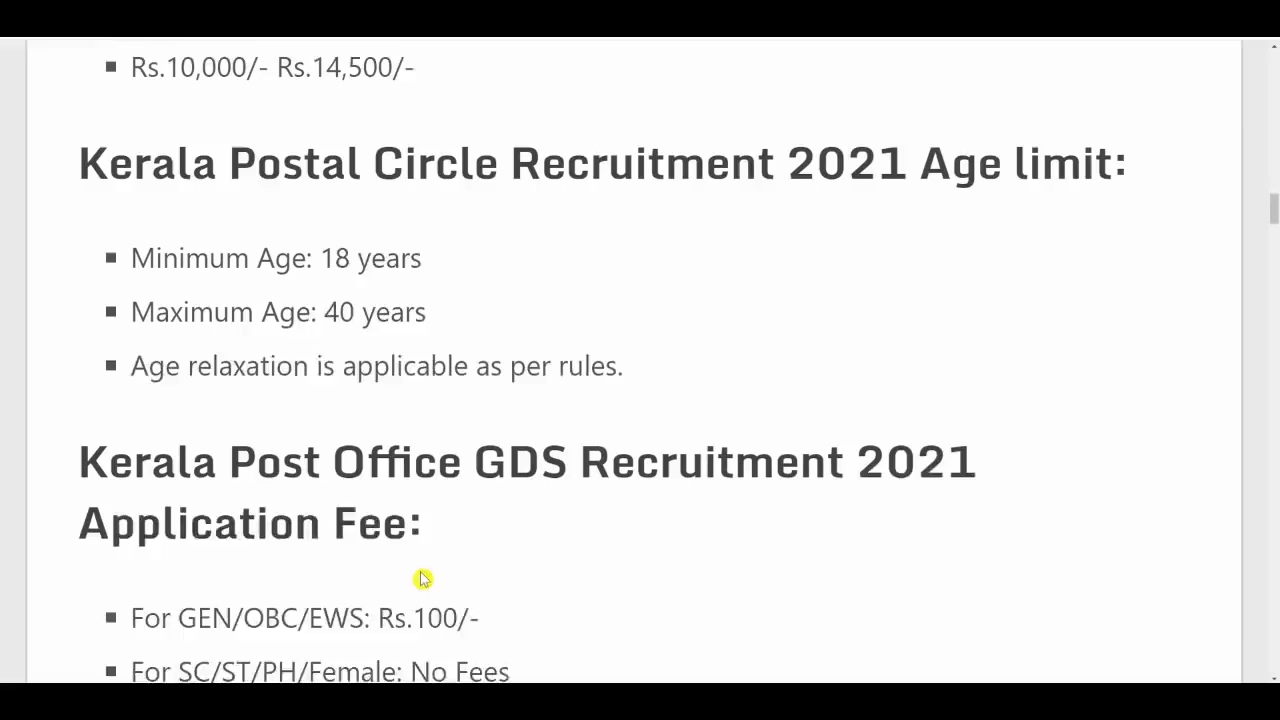 Rs.10,000/- Rs.14,500/-
Kerala Postal Circle Recruitment 2021 Age limit:
Minimum Age: 18 years
Maximum Age: 40 years
Age relaxation is applicable as per rules.
Kerala Post Office GDS Recruitment 2021
Application Fee:
For GEN/OBC/EWS: Rs.100/-
For SC/ST/PH/Female: No Fees